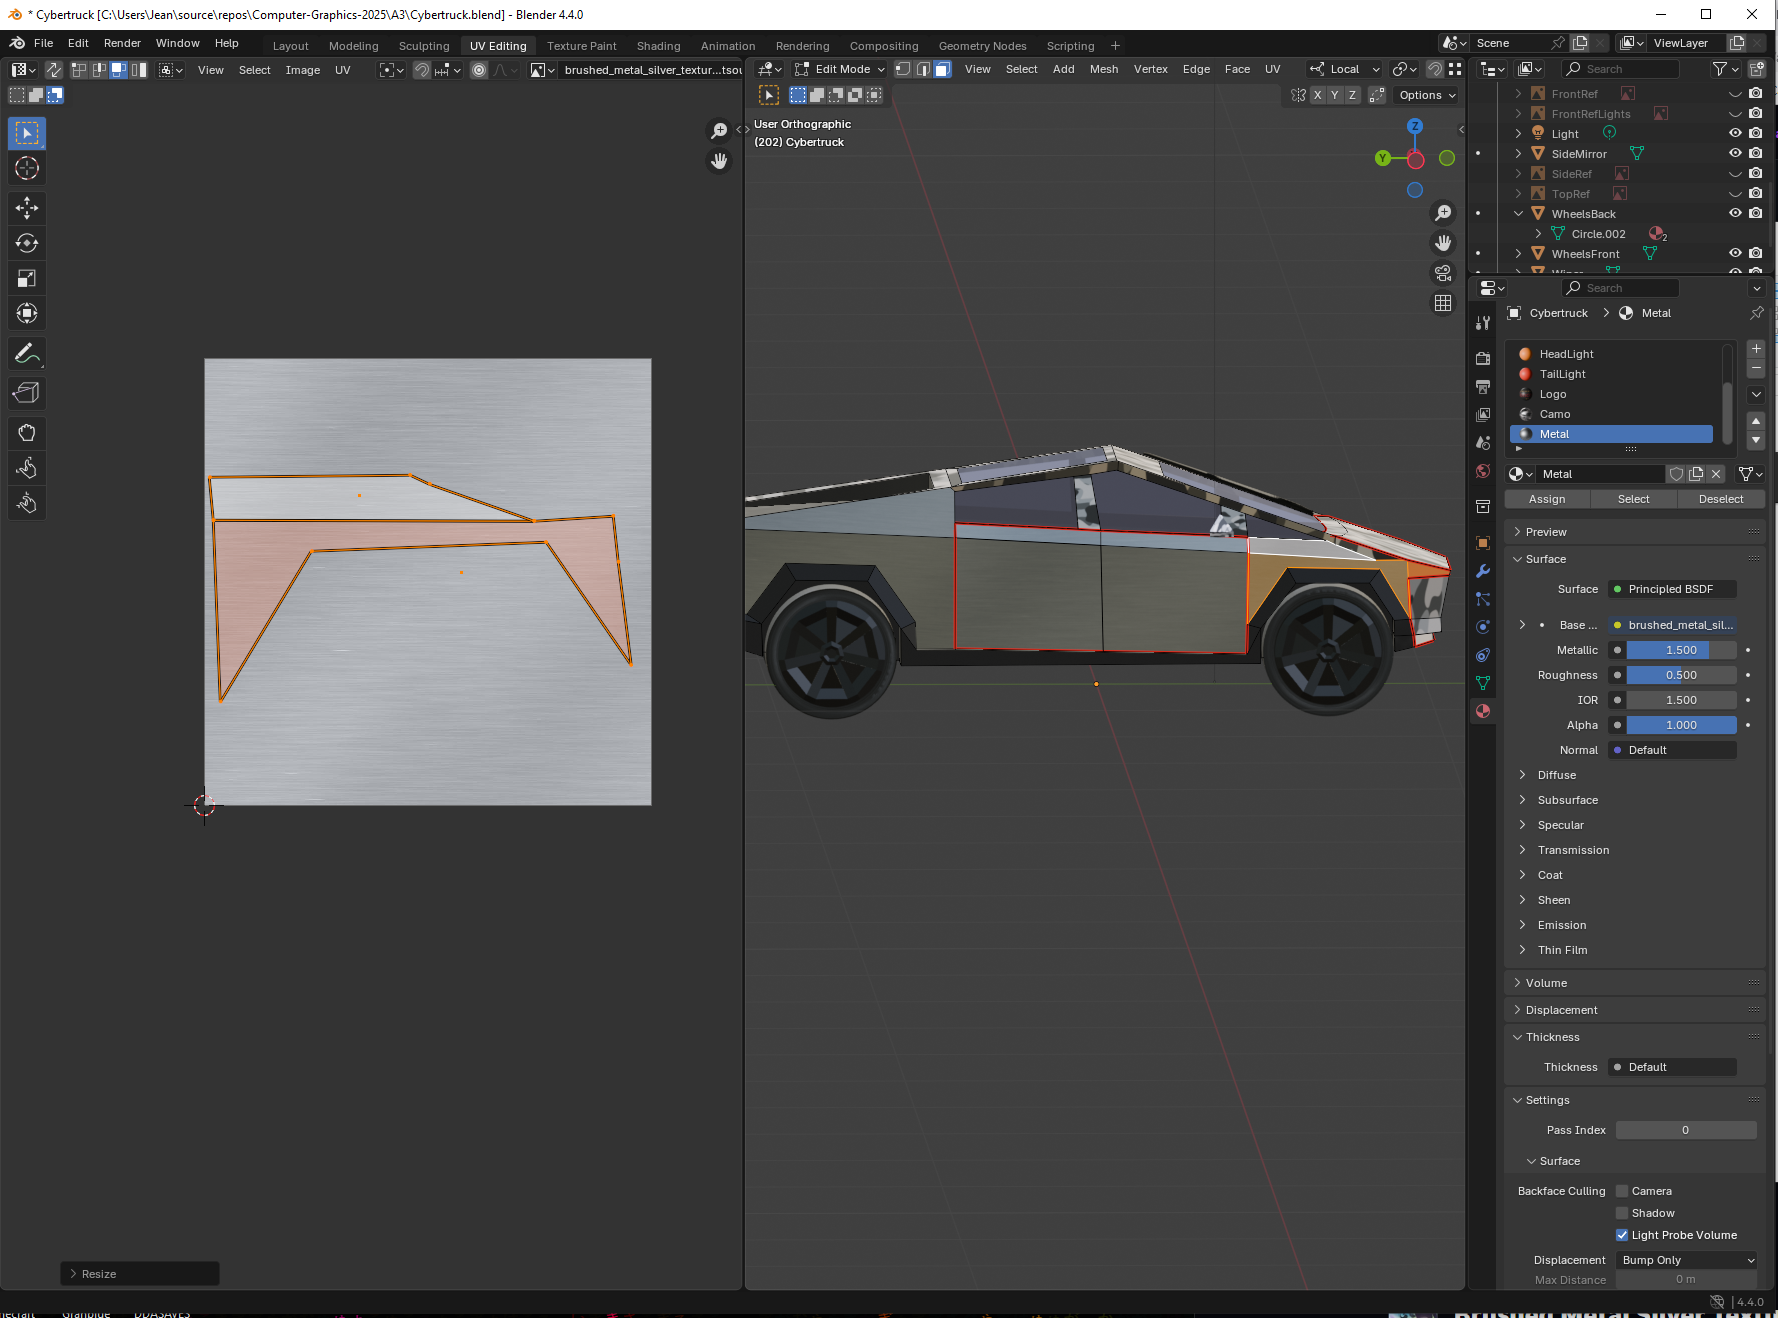 * Cybertruck [C:\Users\Jean\source\repos\Computer-Graphics-2025\A3\Cybertruck.blend] - Blender 4.4.0
File Edit Render Window Help Layout Modeling Sculpting UV Editing Texture Paint Shading Animation Rendering Compositing Geometry Nodes Scripting + Scene ViewLayer
View Select Image UV brushed_metal_silver_textur...tsou
Edit Mode View Select Add Mesh Vertex Edge Face UV Local Search
X Y Z Options
User Orthographic
(202) Cybertruck
Z
Y
FrontRef
FrontRefLights
Light
SideMirror
SideRef
TopRef
WheelsBack
Circle.002 2
WheelsFront
Search
Cybertruck > Metal
HeadLight
TailLight
Logo
Camo
Metal
Metal
Assign Select Deselect
Preview
Surface
Surface Principled BSDF
Base ... brushed_metal_sil...
Metallic 1.500
Roughness 0.500
IOR 1.500
Alpha 1.000
Normal Default
Diffuse
Subsurface
Specular
Transmission
Coat
Sheen
Emission
Thin Film
Volume
Displacement
Thickness
Thickness Default
Settings
Pass Index 0
Surface
Backface Culling Camera
Shadow
Light Probe Volume
Displacement Bump Only
Max Distance 0 m
Resize
4.4.0